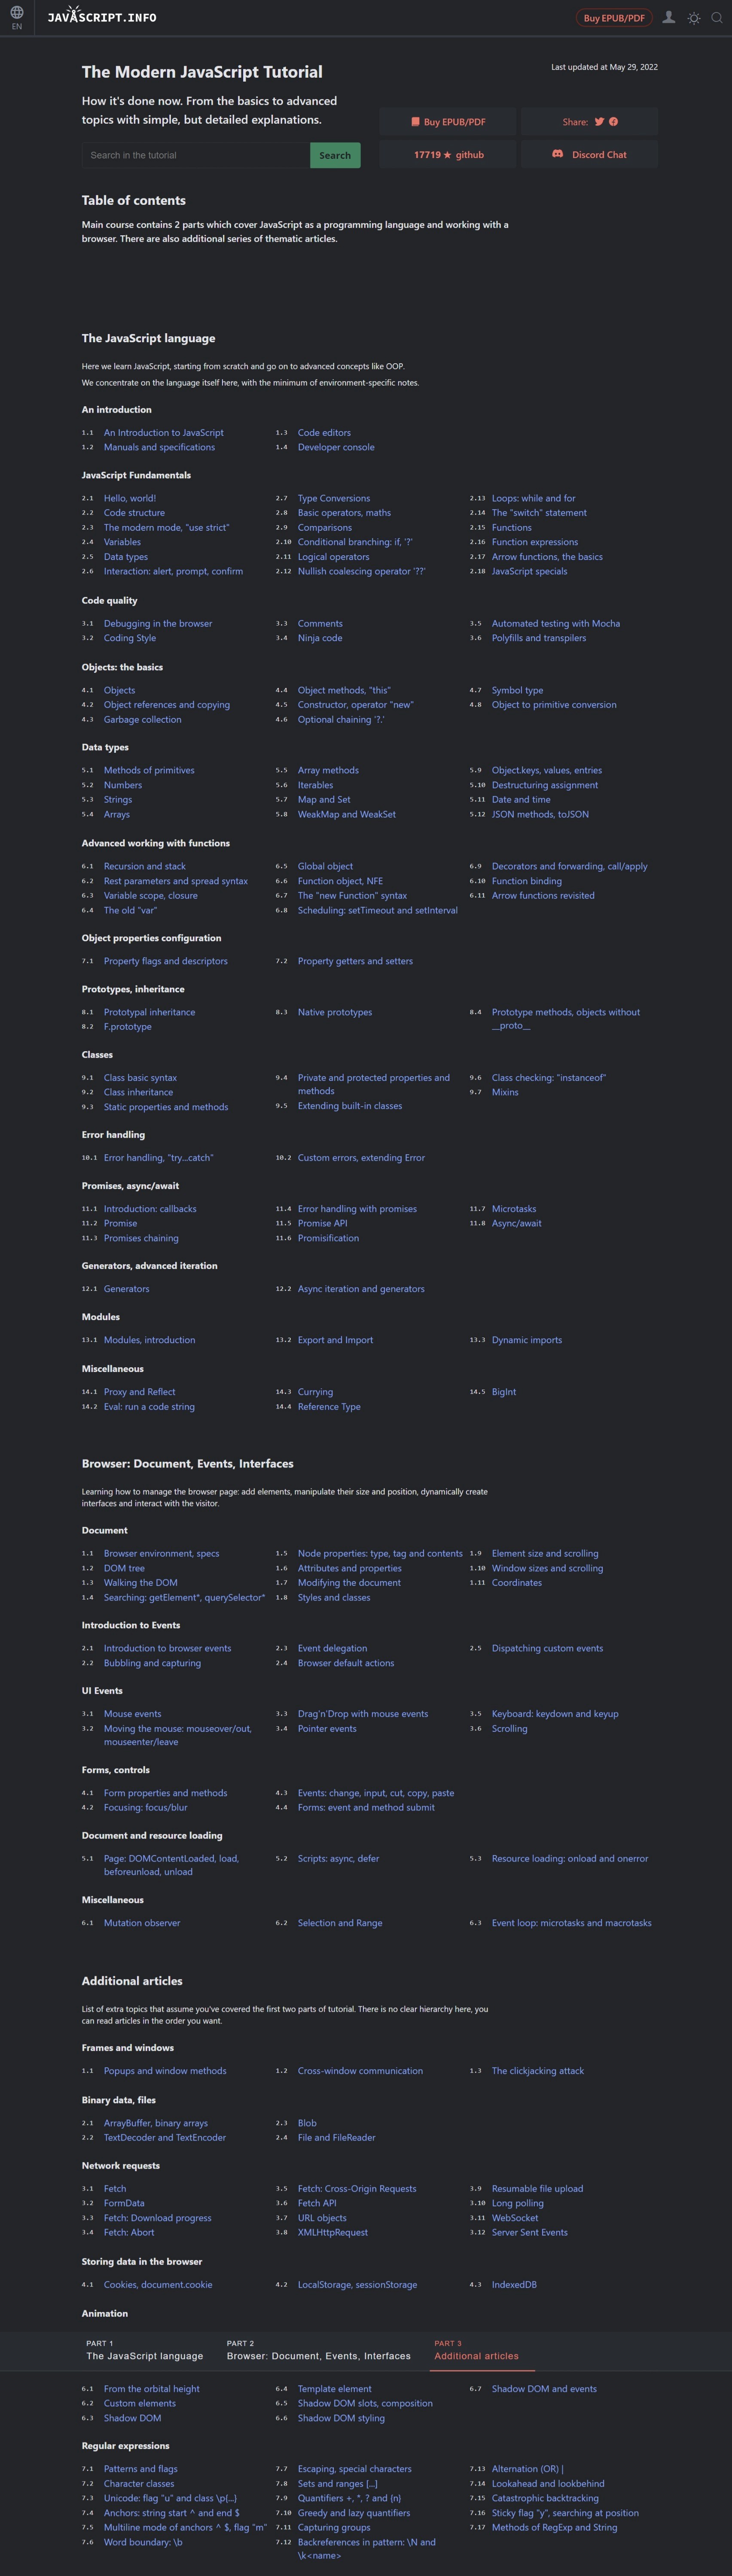 EN
JAVASCRIPT.INFO
Buy EPUB/PDF
The Modern JavaScript Tutorial
Last updated at May 29, 2022
How it's done now. From the basics to advanced
topics with simple, but detailed explanations.
Buy EPUB/PDF
Share:
Search in the tutorial
Search
17719 ★ github
Discord Chat
Table of contents
Main course contains 2 parts which cover JavaScript as a programming language and working with a
browser. There are also additional series of thematic articles.
The JavaScript language
Here we learn JavaScript, starting from scratch and go on to advanced concepts like OOP.
We concentrate on the language itself here, with the minimum of environment-specific notes.
An introduction
1.1 An Introduction to JavaScript
1.2 Manuals and specifications
1.3 Code editors
1.4 Developer console
JavaScript Fundamentals
2.1 Hello, world!
2.2 Code structure
2.3 The modern mode, "use strict"
2.4 Variables
2.5 Data types
2.6 Interaction: alert, prompt, confirm
2.7 Type Conversions
2.8 Basic operators, maths
2.9 Comparisons
2.10 Conditional branching: if, '?'
2.11 Logical operators
2.12 Nullish coalescing operator '??'
2.13 Loops: while and for
2.14 The "switch" statement
2.15 Functions
2.16 Function expressions
2.17 Arrow functions, the basics
2.18 JavaScript specials
Code quality
3.1 Debugging in the browser
3.2 Coding Style
3.3 Comments
3.4 Ninja code
3.5 Automated testing with Mocha
3.6 Polyfills and transpilers
Objects: the basics
4.1 Objects
4.2 Object references and copying
4.3 Garbage collection
4.4 Object methods, "this"
4.5 Constructor, operator "new"
4.6 Optional chaining '?.'
4.7 Symbol type
4.8 Object to primitive conversion
Data types
5.1 Methods of primitives
5.2 Numbers
5.3 Strings
5.4 Arrays
5.5 Array methods
5.6 Iterables
5.7 Map and Set
5.8 WeakMap and WeakSet
5.9 Object.keys, values, entries
5.10 Destructuring assignment
5.11 Date and time
5.12 JSON methods, toJSON
Advanced working with functions
6.1 Recursion and stack
6.2 Rest parameters and spread syntax
6.3 Variable scope, closure
6.4 The old "var"
6.5 Global object
6.6 Function object, NFE
6.7 The "new Function" syntax
6.8 Scheduling: setTimeout and setInterval
6.9 Decorators and forwarding, call/apply
6.10 Function binding
6.11 Arrow functions revisited
Object properties configuration
7.1 Property flags and descriptors
7.2 Property getters and setters
Prototypes, inheritance
8.1 Prototypal inheritance
8.2 F.prototype
8.3 Native prototypes
8.4 Prototype methods, objects without
__proto__
Classes
9.1 Class basic syntax
9.2 Class inheritance
9.3 Static properties and methods
9.4 Private and protected properties and
methods
9.5 Extending built-in classes
9.6 Class checking: "instanceof"
9.7 Mixins
Error handling
10.1 Error handling, "try...catch"
10.2 Custom errors, extending Error
Promises, async/await
11.1 Introduction: callbacks
11.2 Promise
11.3 Promises chaining
11.4 Error handling with promises
11.5 Promise API
11.6 Promisification
11.7 Microtasks
11.8 Async/await
Generators, advanced iteration
12.1 Generators
12.2 Async iteration and generators
Modules
13.1 Modules, introduction
13.2 Export and Import
13.3 Dynamic imports
Miscellaneous
14.1 Proxy and Reflect
14.2 Eval: run a code string
14.3 Currying
14.4 Reference Type
14.5 BigInt
Browser: Document, Events, Interfaces
Learning how to manage the browser page: add elements, manipulate their size and position, dynamically create
interfaces and interact with the visitor.
Document
1.1 Browser environment, specs
1.2 DOM tree
1.3 Walking the DOM
1.4 Searching: getElement*, querySelector*
1.5 Node properties: type, tag and contents
1.6 Attributes and properties
1.7 Modifying the document
1.8 Styles and classes
1.9 Element size and scrolling
1.10 Window sizes and scrolling
1.11 Coordinates
Introduction to Events
2.1 Introduction to browser events
2.2 Bubbling and capturing
2.3 Event delegation
2.4 Browser default actions
2.5 Dispatching custom events
UI Events
3.1 Mouse events
3.2 Moving the mouse: mouseover/out,
mouseenter/leave
3.3 Drag'n'Drop with mouse events
3.4 Pointer events
3.5 Keyboard: keydown and keyup
3.6 Scrolling
Forms, controls
4.1 Form properties and methods
4.2 Focusing: focus/blur
4.3 Events: change, input, cut, copy, paste
4.4 Forms: event and method submit
Document and resource loading
5.1 Page: DOMContentLoaded, load,
beforeunload, unload
5.2 Scripts: async, defer
5.3 Resource loading: onload and onerror
Miscellaneous
6.1 Mutation observer
6.2 Selection and Range
6.3 Event loop: microtasks and macrotasks
Additional articles
List of extra topics that assume you've covered the first two parts of tutorial. There is no clear hierarchy here, you
can read articles in the order you want.
Frames and windows
1.1 Popups and window methods
1.2 Cross-window communication
1.3 The clickjacking attack
Binary data, files
2.1 ArrayBuffer, binary arrays
2.2 TextDecoder and TextEncoder
2.3 Blob
2.4 File and FileReader
Network requests
3.1 Fetch
3.2 FormData
3.3 Fetch: Download progress
3.4 Fetch: Abort
3.5 Fetch: Cross-Origin Requests
3.6 Fetch API
3.7 URL objects
3.8 XMLHttpRequest
3.9 Resumable file upload
3.10 Long polling
3.11 WebSocket
3.12 Server Sent Events
Storing data in the browser
4.1 Cookies, document.cookie
4.2 LocalStorage, sessionStorage
4.3 IndexedDB
Animation
PART 1
The JavaScript language
PART 2
Browser: Document, Events, Interfaces
PART 3
Additional articles
6.1 From the orbital height
6.2 Custom elements
6.3 Shadow DOM
6.4 Template element
6.5 Shadow DOM slots, composition
6.6 Shadow DOM styling
6.7 Shadow DOM and events
Regular expressions
7.1 Patterns and flags
7.2 Character classes
7.3 Unicode: flag "u" and class \p{...}
7.4 Anchors: string start ^ and end $
7.5 Multiline mode of anchors ^ $, flag "m"
7.6 Word boundary: \b
7.7 Escaping, special characters
7.8 Sets and ranges [...]
7.9 Quantifiers +, *, ? and {n}
7.10 Greedy and lazy quantifiers
7.11 Capturing groups
7.12 Backreferences in pattern: \N and
\k<name>
7.13 Alternation (OR) |
7.14 Lookahead and lookbehind
7.15 Catastrophic backtracking
7.16 Sticky flag "y", searching at position
7.17 Methods of RegExp and String